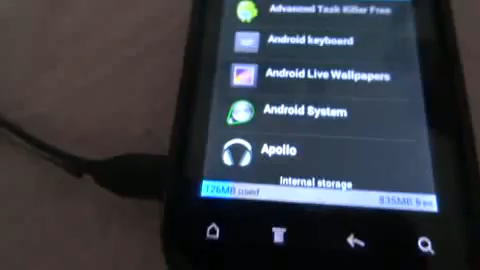 Advanced Task Killer Free
Android keyboard
Android Live Wallpapers
Android System
Apollo
Internal storage
126MB used
835MB free